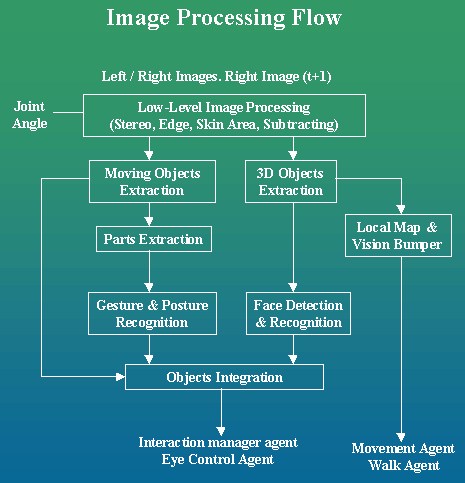 Image Processing Flow
Left / Right Images. Right Image (t+1)
Joint
Angle
Low-Level Image Processing
(Stereo, Edge, Skin Area, Subtracting)
Moving Objects
Extraction
3D Objects
Extraction
Parts Extraction
Local Map &
Vision Bumper
Gesture & Posture
Recognition
Face Detection
& Recognition
Objects Integration
Interaction manager agent
Eye Control Agent
Movement Agent
Walk Agent